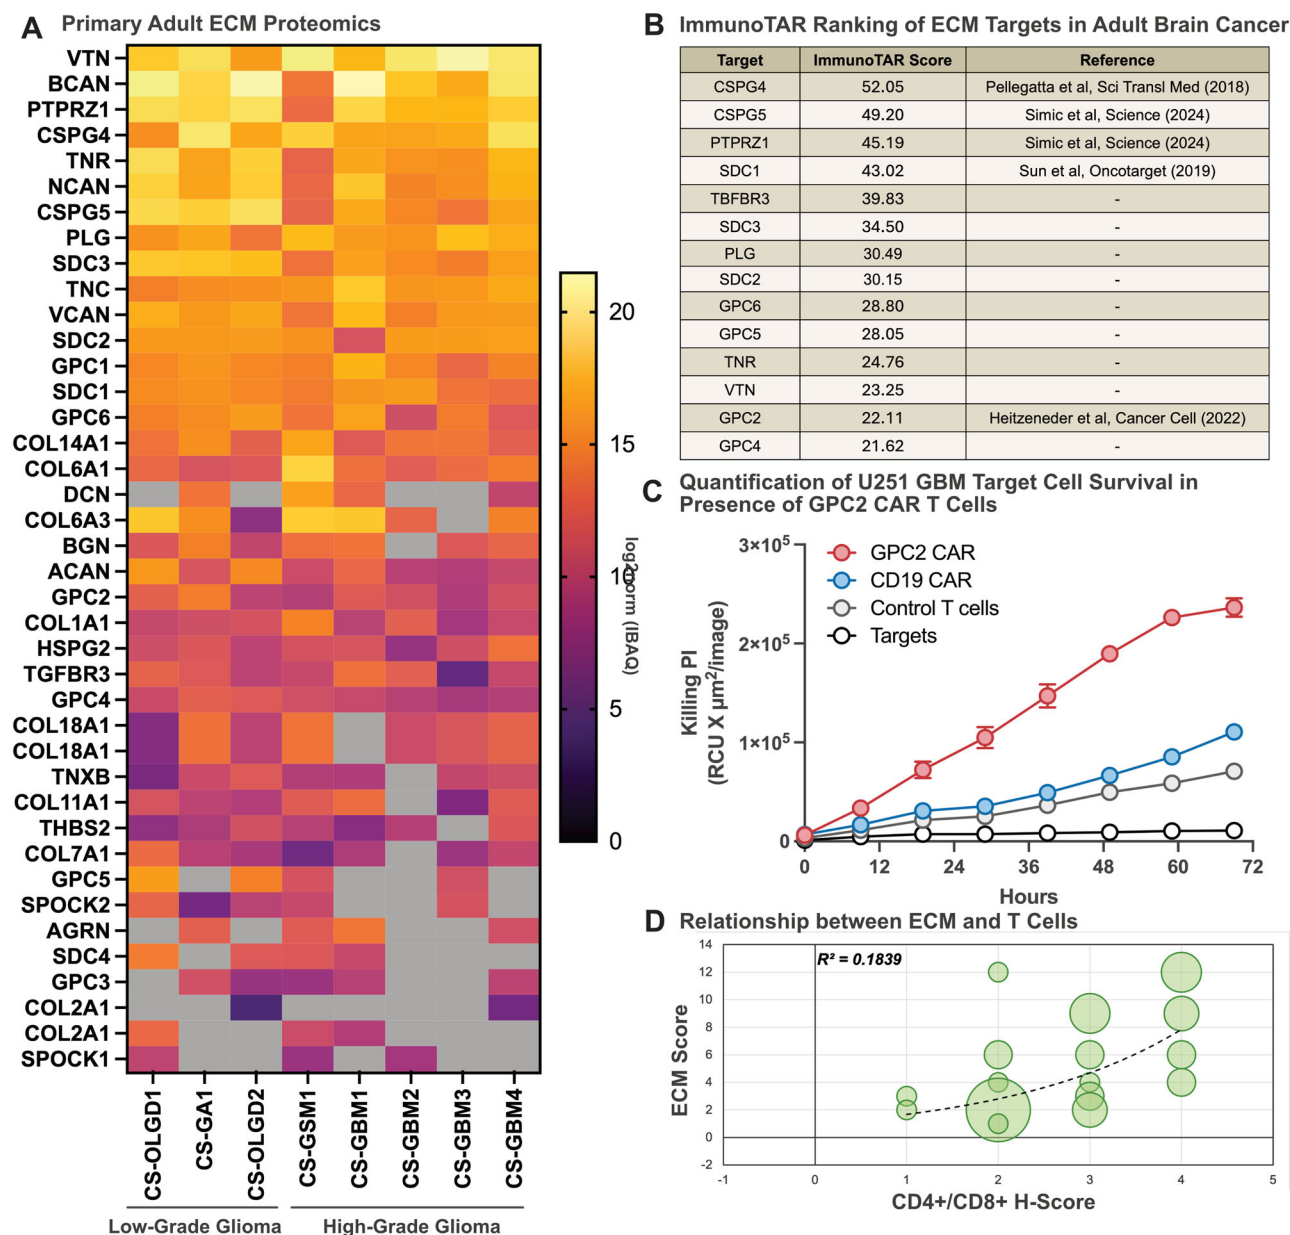 A Primary Adult ECM Proteomics
VTN
BCAN
PTPRZ1
CSPG4
TNR
NCAN
CSPG5
PLG
SDC3
TNC
VCAN
SDC2
GPC1
SDC1
GPC6
COL14A1
COL6A1
DCN
COL6A3
BGN
ACAN
GPC2
COL1A1
HSPG2
TGFBR3
GPC4
COL18A1
COL18A1
TNXB
COL11A1
THBS2
COL7A1
GPC5
SPOCK2
AGRN
SDC4
GPC3
COL2A1
COL2A1
SPOCK1
CS-OLGD1
CS-GA1
CS-OLGD2
CS-GSM1
CS-GBM1
CS-GBM2
CS-GBM3
CS-GBM4
Low-Grade Glioma
High-Grade Glioma
20
15
10
5
0
log2norm (IBAQ)
B ImmunoTAR Ranking of ECM Targets in Adult Brain Cancer
Target ImmunoTAR Score Reference
CSPG4 52.05 Pellegatta et al, Sci Transl Med (2018)
CSPG5 49.20 Simic et al, Science (2024)
PTPRZ1 45.19 Simic et al, Science (2024)
SDC1 43.02 Sun et al, Oncotarget (2019)
TBFBR3 39.83 -
SDC3 34.50 -
PLG 30.49 -
SDC2 30.15 -
GPC6 28.80 -
GPC5 28.05 -
TNR 24.76 -
VTN 23.25 -
GPC2 22.11 Heitzeneder et al, Cancer Cell (2022)
GPC4 21.62 -
C Quantification of U251 GBM Target Cell Survival in
Presence of GPC2 CAR T Cells
3×10⁵
2×10⁵
1×10⁵
0
Killing PI
(RCU X µm²/image)
GPC2 CAR
CD19 CAR
Control T cells
Targets
0 12 24 36 48 60 72
Hours
D Relationship between ECM and T Cells
R² = 0.1839
14
12
10
8
6
4
2
0
-2
ECM Score
-1 0 1 2 3 4 5
CD4+/CD8+ H-Score